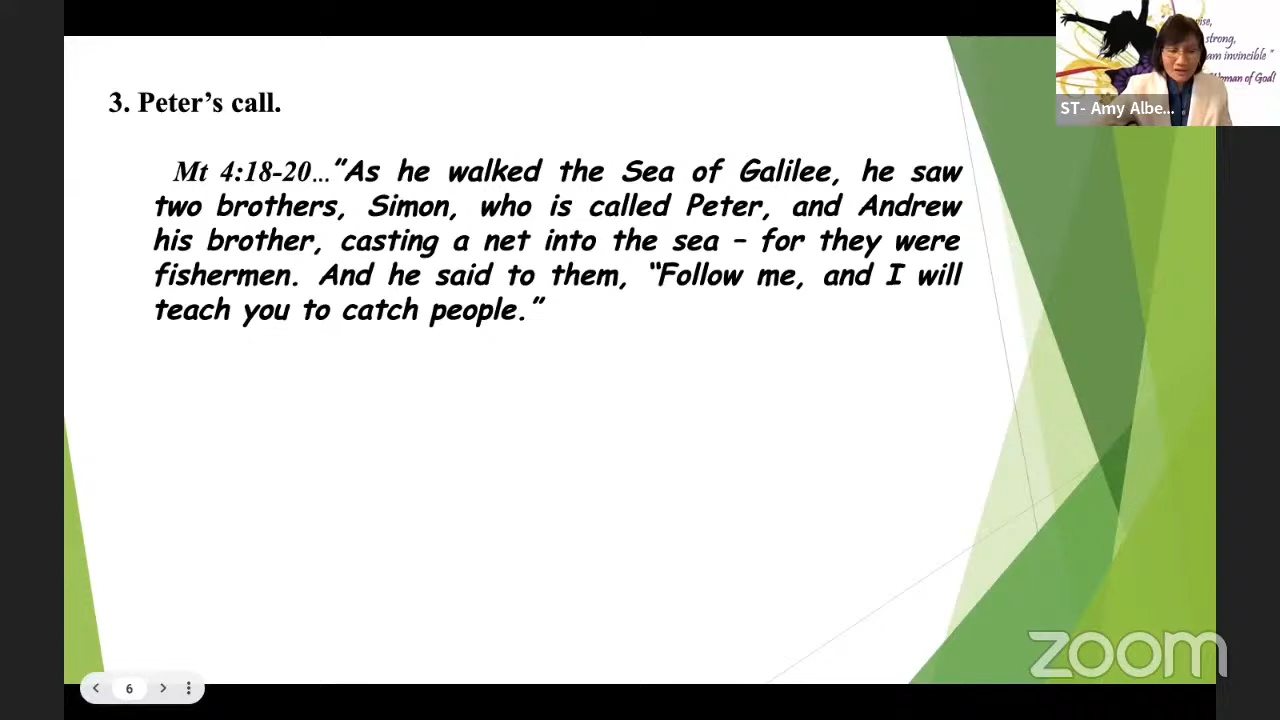 3. Peter’s call.
Mt 4:18-20…”As he walked the Sea of Galilee, he saw
two brothers, Simon, who is called Peter, and Andrew
his brother, casting a net into the sea – for they were
fishermen. And he said to them, “Follow me, and I will
teach you to catch people.”
strong,
am invincible”
Woman of God!
ST- Amy Albe...
6
zoom